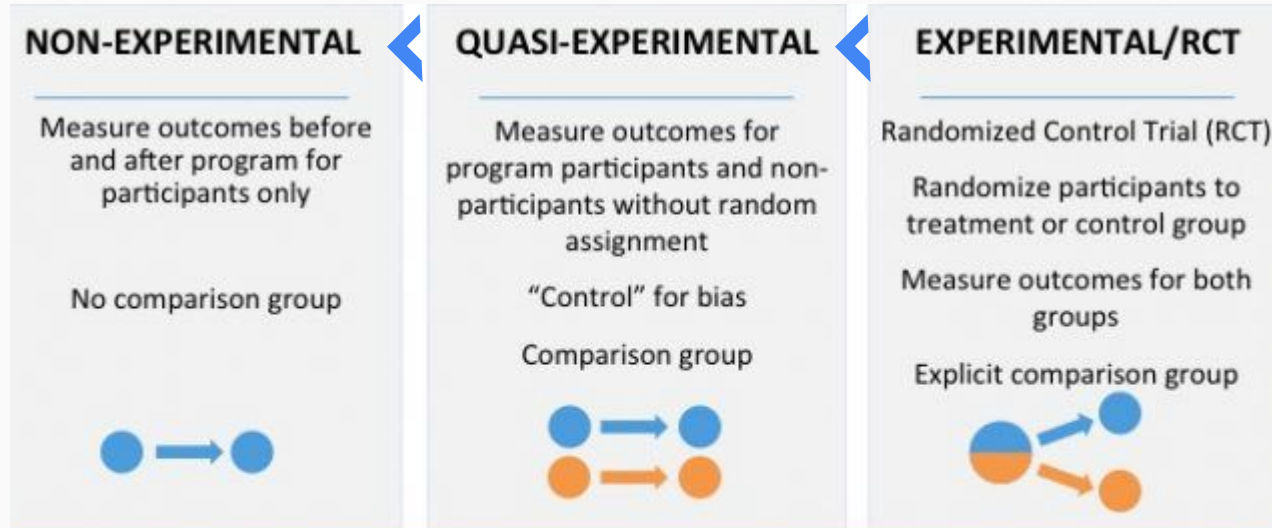 NON-EXPERIMENTAL
Measure outcomes before
and after program for
participants only
No comparison group
QUASI-EXPERIMENTAL
Measure outcomes for
program participants and non-
participants without random
assignment
“Control” for bias
Comparison group
EXPERIMENTAL/RCT
Randomized Control Trial (RCT)
Randomize participants to
treatment or control group
Measure outcomes for both
groups
Explicit comparison group